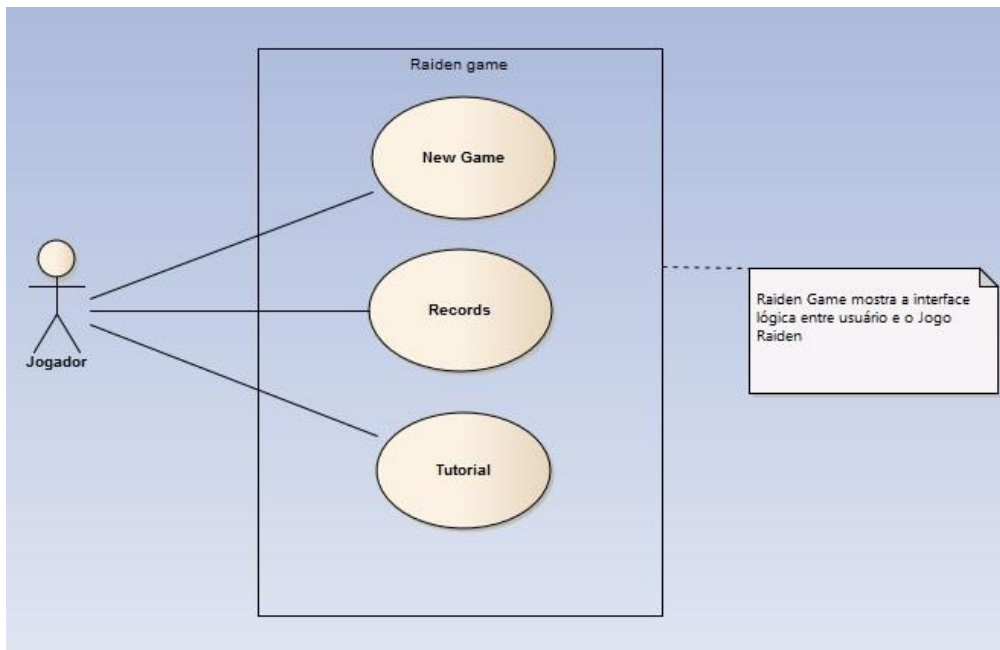 Raiden game
New Game
Records
Tutorial
Jogador
Raiden Game mostra a interface
lógica entre usuário e o Jogo
Raiden